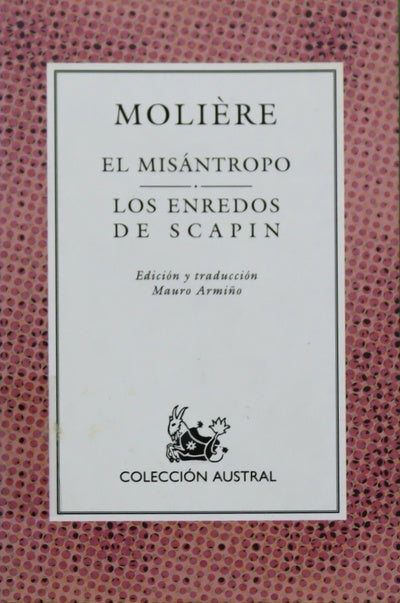 MOLIÈRE
EL MISÁNTROPO
LOS ENREDOS
DE SCAPIN
Edición y traducción
Mauro Armiño
COLECCIÓN AUSTRAL